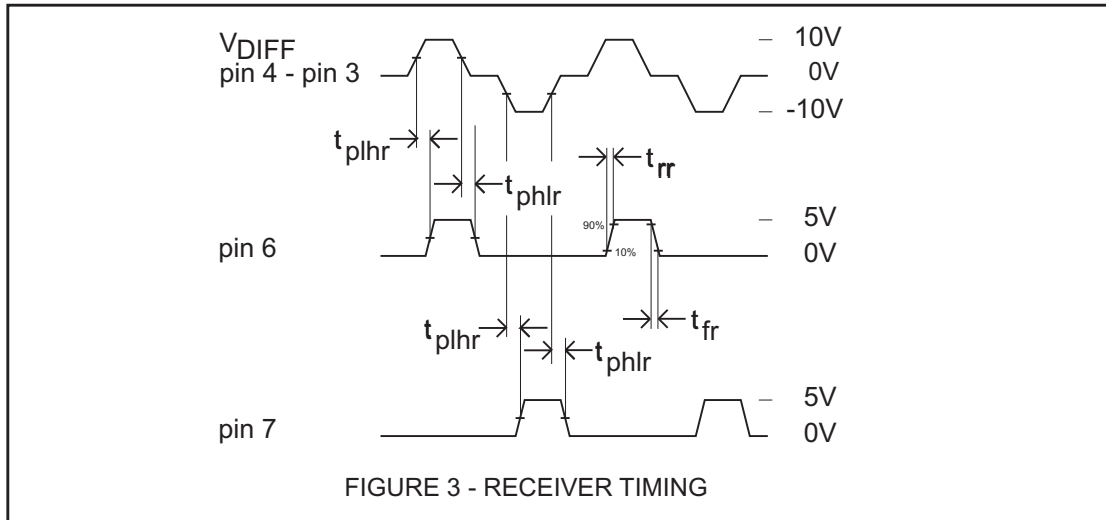 VDIFF
pin 4 - pin 3
10V
0V
-10V
tplhr
tphlr
trr
pin 6
90%
10%
5V
0V
tplhr
tphlr
tfr
pin 7
5V
0V
FIGURE 3 - RECEIVER TIMING